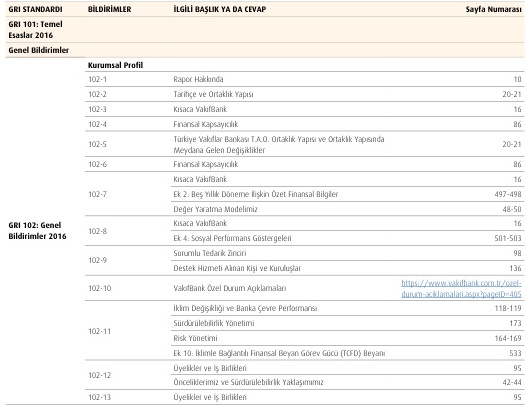 GRI STANDARDI BİLDİRİMLER İLGİLİ BAŞLIK YA DA CEVAP Sayfa Numarası
GRI 101: Temel
Esaslar 2016
Genel Bildirimler
Kurumsal Profil
102-1 Rapor Hakkında 10
102-2 Tarihçe ve Ortaklık Yapısı 20-21
102-3 Kısaca VakıfBank 16
102-4 Finansal Kapsayıcılık 86
102-5 Türkiye Vakıflar Bankası T.A.O. Ortaklık Yapısı ve Ortaklık Yapısında
Meydana Gelen Değişiklikler 20-21
102-6 Finansal Kapsayıcılık 86
Kısaca VakıfBank 16
102-7 Ek 2: Beş Yıllık Döneme İlişkin Özet Finansal Bilgiler 497-498
Değer Yaratma Modelimiz 48-50
GRI 102: Genel
Bildirimler 2016
102-8 Kısaca VakıfBank 16
Ek 4: Sosyal Performans Göstergeleri 501-503
102-9 Sorumlu Tedarik Zinciri 98
Destek Hizmeti Alınan Kişi ve Kuruluşlar 136
102-10 VakıfBank Özel Durum Açıklamaları https://www.vakifbank.com.tr/ozel-
durum-aciklamalari.aspx?pageID=405
102-11 İklim Değişikliği ve Banka Çevre Performansı 118-119
Sürdürülebilirlik Yönetimi 173
Risk Yönetimi 164-169
Ek 10: İklimle Bağlantılı Finansal Beyan Görev Gücü (TCFD) Beyanı 533
102-12 Üyelikler ve İş Birlikleri 95
Önceliklerimiz ve Sürdürülebilirlik Yaklaşımımız 42-44
102-13 Üyelikler ve İş Birlikleri 95